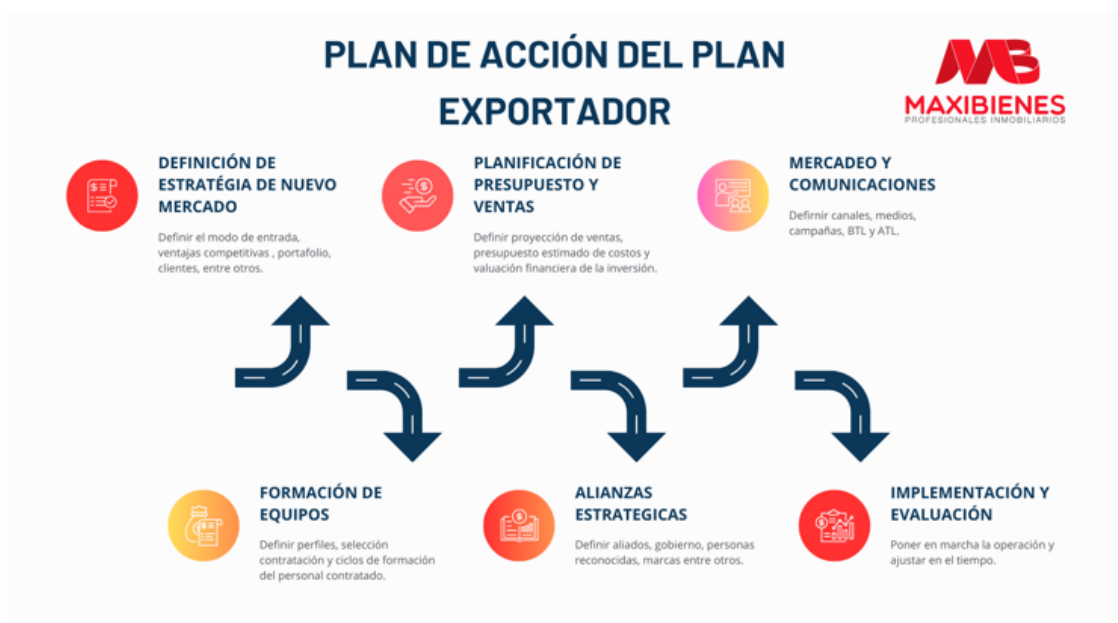 PLAN DE ACCIÓN DEL PLAN
EXPORTADOR
MB
MAXIBIENES
PROFESIONALES INMOBILIARIOS
DEFINICIÓN DE
ESTRATÉGIA DE NUEVO
MERCADO
Definir el modo de entrada,
ventajas competitivas , portafolio,
clientes, entre otros.
PLANIFICACIÓN DE
PRESUPUESTO Y
VENTAS
Definir proyección de ventas,
presupuesto estimado de costos y
valuación financiera de la inversión.
MERCADEO Y
COMUNICACIONES
Defirnir canales, medios,
campañas, BTL y ATL.
FORMACIÓN DE
EQUIPOS
Definir perfiles, selección
contratación y ciclos de formación
del personal contratado.
ALIANZAS
ESTRATEGICAS
Definir aliados, gobierno, personas
reconocidas, marcas entre otros.
IMPLEMENTACIÓN Y
EVALUACIÓN
Poner en marcha la operación y
ajustar en el tiempo.